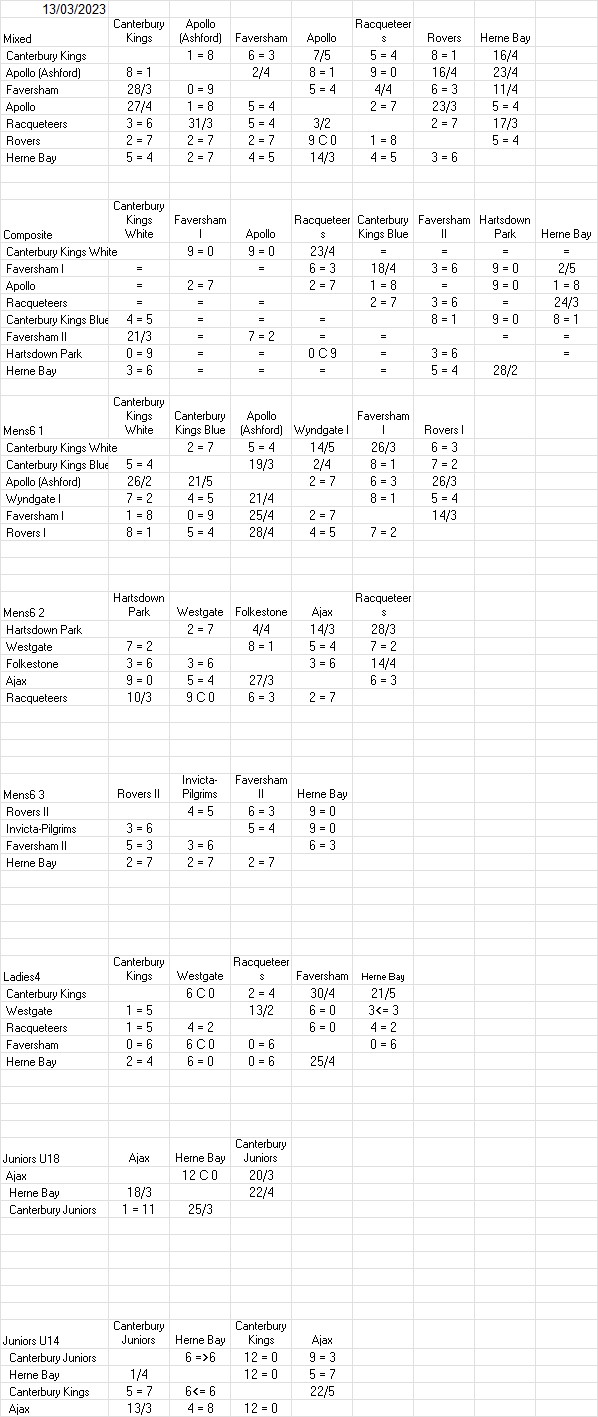 13/03/2023
Mixed Canterbury Kings Apollo (Ashford) Faversham Apollo Racqueteers Rovers Herne Bay
Canterbury Kings 1 = 8 6 = 3 7/5 5 = 4 8 = 1 16/4
Apollo (Ashford) 8 = 1 2/4 8 = 1 9 = 0 16/4 23/4
Faversham 28/3 0 = 9 5 = 4 4/4 6 = 3 11/4
Apollo 27/4 1 = 8 5 = 4 2 = 7 23/3 5 = 4
Racqueteers 3 = 6 31/3 5 = 4 3/2 2 = 7 17/3
Rovers 2 = 7 2 = 7 2 = 7 9 C 0 1 = 8 5 = 4
Herne Bay 5 = 4 2 = 7 4 = 5 14/3 4 = 5 3 = 6
Composite Canterbury Kings White Faversham I Apollo Racqueteers Canterbury Kings Blue Faversham II Hartsdown Park Herne Bay
Canterbury Kings White 9 = 0 9 = 0 23/4 = = = =
Faversham I = = 6 = 3 18/4 3 = 6 9 = 0 2/5
Apollo = 2 = 7 2 = 7 1 = 8 = 9 = 0 1 = 8
Racqueteers = = = 2 = 7 3 = 6 = 24/3
Canterbury Kings Blue 4 = 5 = = = 8 = 1 9 = 0 8 = 1
Faversham II 21/3 = 7 = 2 = = = =
Hartsdown Park 0 = 9 = = 0 C 9 = 3 = 6 =
Herne Bay 3 = 6 = = = = 5 = 4 28/2
Mens6 1 Canterbury Kings White Canterbury Kings Blue Apollo (Ashford) Wyndgate I Faversham I Rovers I
Canterbury Kings White 2 = 7 5 = 4 14/5 26/3 6 = 3
Canterbury Kings Blue 5 = 4 19/3 2/4 8 = 1 7 = 2
Apollo (Ashford) 26/2 21/5 2 = 7 6 = 3 26/3
Wyndgate I 7 = 2 4 = 5 21/4 8 = 1 5 = 4
Faversham I 1 = 8 0 = 9 25/4 2 = 7 14/3
Rovers I 8 = 1 5 = 4 28/4 4 = 5 7 = 2
Mens6 2 Hartsdown Park Westgate Folkestone Ajax Racqueteers
Hartsdown Park 2 = 7 4/4 14/3 28/3
Westgate 7 = 2 8 = 1 5 = 4 7 = 2
Folkestone 3 = 6 3 = 6 3 = 6 14/4
Ajax 9 = 0 5 = 4 27/3 6 = 3
Racqueteers 10/3 9 C 0 6 = 3 2 = 7
Mens6 3 Rovers II Invicta-Pilgrims Faversham II Herne Bay
Rovers II 4 = 5 6 = 3 9 = 0
Invicta-Pilgrims 3 = 6 5 = 4 9 = 0
Faversham II 5 = 3 3 = 6 6 = 3
Herne Bay 2 = 7 2 = 7 2 = 7
Ladies4 Canterbury Kings Westgate Racqueteers Faversham Herne Bay
Canterbury Kings 6 C 0 2 = 4 30/4 21/5
Westgate 1 = 5 13/2 6 = 0 3<= 3
Racqueteers 1 = 5 4 = 2 6 = 0 4 = 2
Faversham 0 = 6 6 C 0 0 = 6 0 = 6
Herne Bay 2 = 4 6 = 0 0 = 6 25/4
Juniors U18 Ajax Herne Bay Canterbury Juniors
Ajax 12 C 0 20/3
Herne Bay 18/3 22/4
Canterbury Juniors 1 = 11 25/3
Juniors U14 Canterbury Juniors Herne Bay Canterbury Kings Ajax
Canterbury Juniors 6 =>6 12 = 0 9 = 3
Herne Bay 1/4 12 = 0 5 = 7
Canterbury Kings 5 = 7 6<= 6 22/5
Ajax 13/3 4 = 8 12 = 0